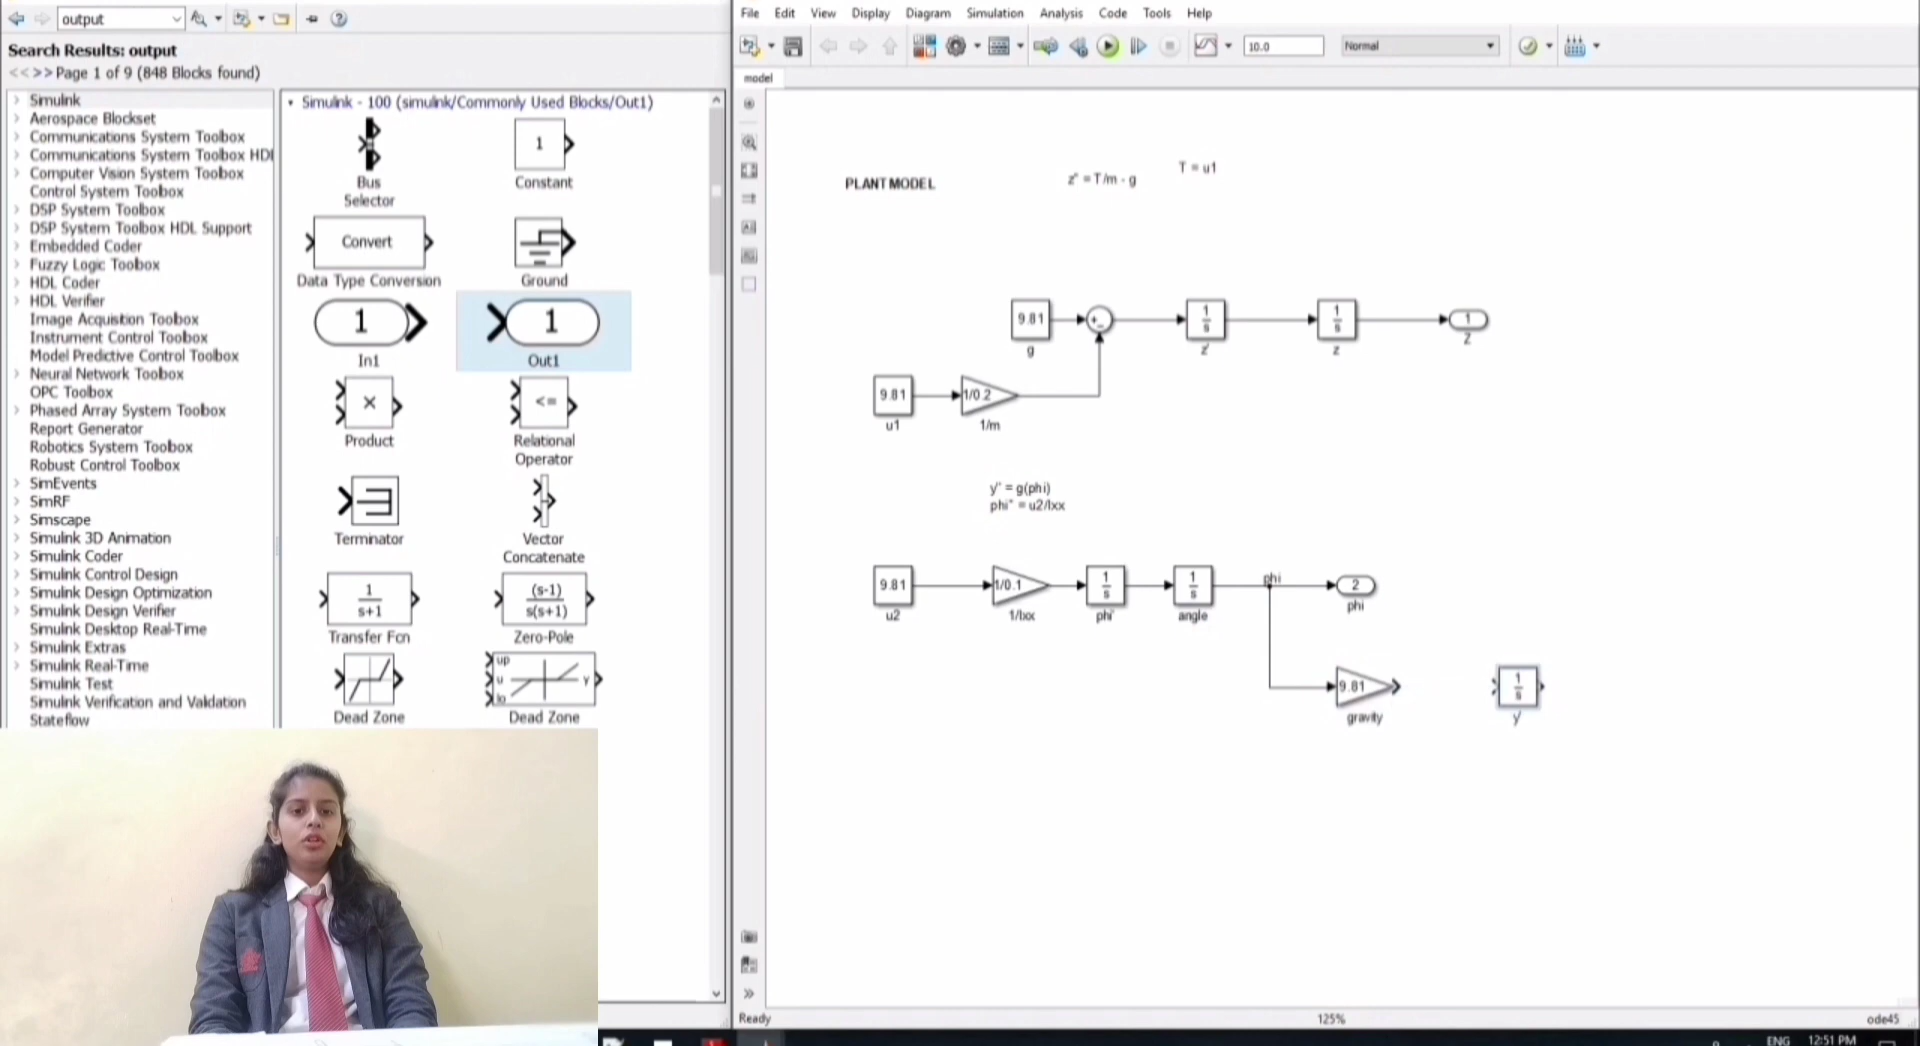 output
Search Results: output
<< >> Page 1 of 9 (848 Blocks found)
Simulink
Aerospace Blockset
Communications System Toolbox
Communications System Toolbox HDL
Computer Vision System Toolbox
Control System Toolbox
DSP System Toolbox
DSP System Toolbox HDL Support
Embedded Coder
Fuzzy Logic Toolbox
HDL Coder
HDL Verifier
Image Acquisition Toolbox
Instrument Control Toolbox
Model Predictive Control Toolbox
Neural Network Toolbox
OPC Toolbox
Phased Array System Toolbox
Report Generator
Robotics System Toolbox
Robust Control Toolbox
SimEvents
SimRF
Simscape
Simulink 3D Animation
Simulink Coder
Simulink Control Design
Simulink Design Optimization
Simulink Design Verifier
Simulink Desktop Real-Time
Simulink Extras
Simulink Real-Time
Simulink Test
Simulink Verification and Validation
Stateflow
Simulink - 100 (simulink/Commonly Used Blocks/Out1)
Bus
Selector
1
Constant
Convert
Data Type Conversion
Ground
1
In1
1
Out1
×
Product
<=
Relational
Operator
Terminator
Vector
Concatenate
1
s+1
Transfer Fcn
(s-1)
s(s+1)
Zero-Pole
Dead Zone
up
u
lo
y
Dead Zone
File Edit View Display Diagram Simulation Analysis Code Tools Help
10.0
Normal
model
PLANT MODEL
z" = T/m - g
T = u1
9.81
g
+
-
1
s
z'
1
s
z
1
Z
9.81
u1
1/0.2
1/m
y" = g(phi)
phi" = u2/Ixx
9.81
u2
1/0.1
1/Ixx
1
s
phi'
1
s
angle
phi
2
phi
9.81
gravity
1
s
y'
Ready
125%
ode45
ENG
12:51 PM